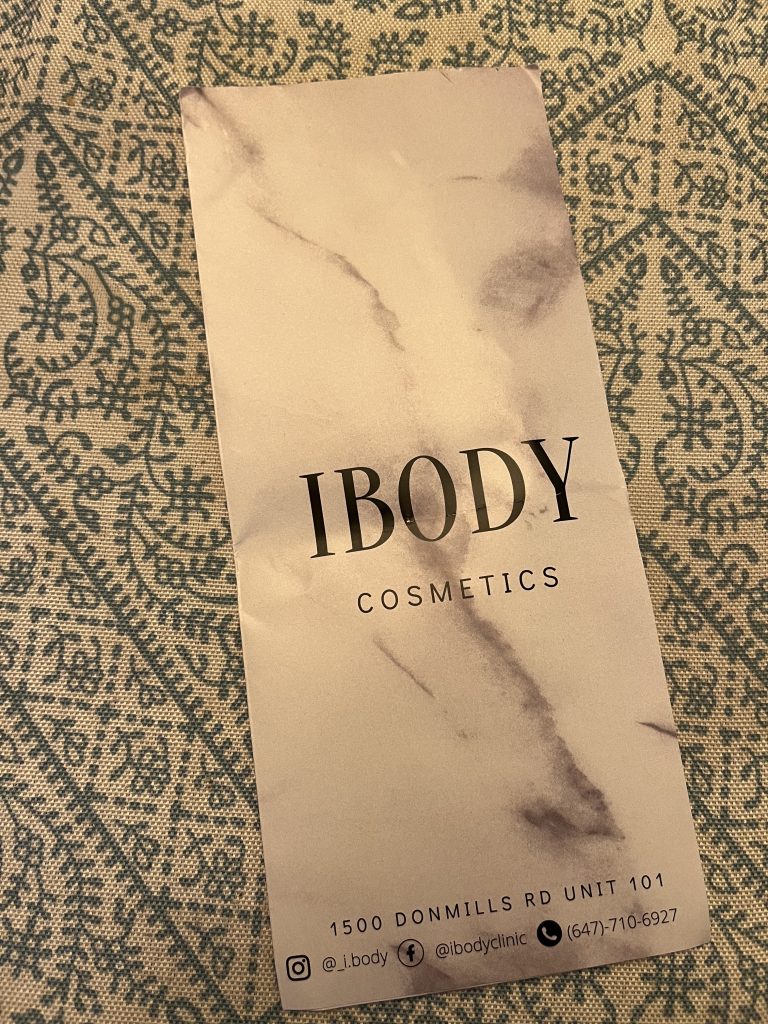 IBODY
COSMETICS
1500 DONMILLS RD UNIT 101
@_i.body @ibodyclinic (647)-710-6927